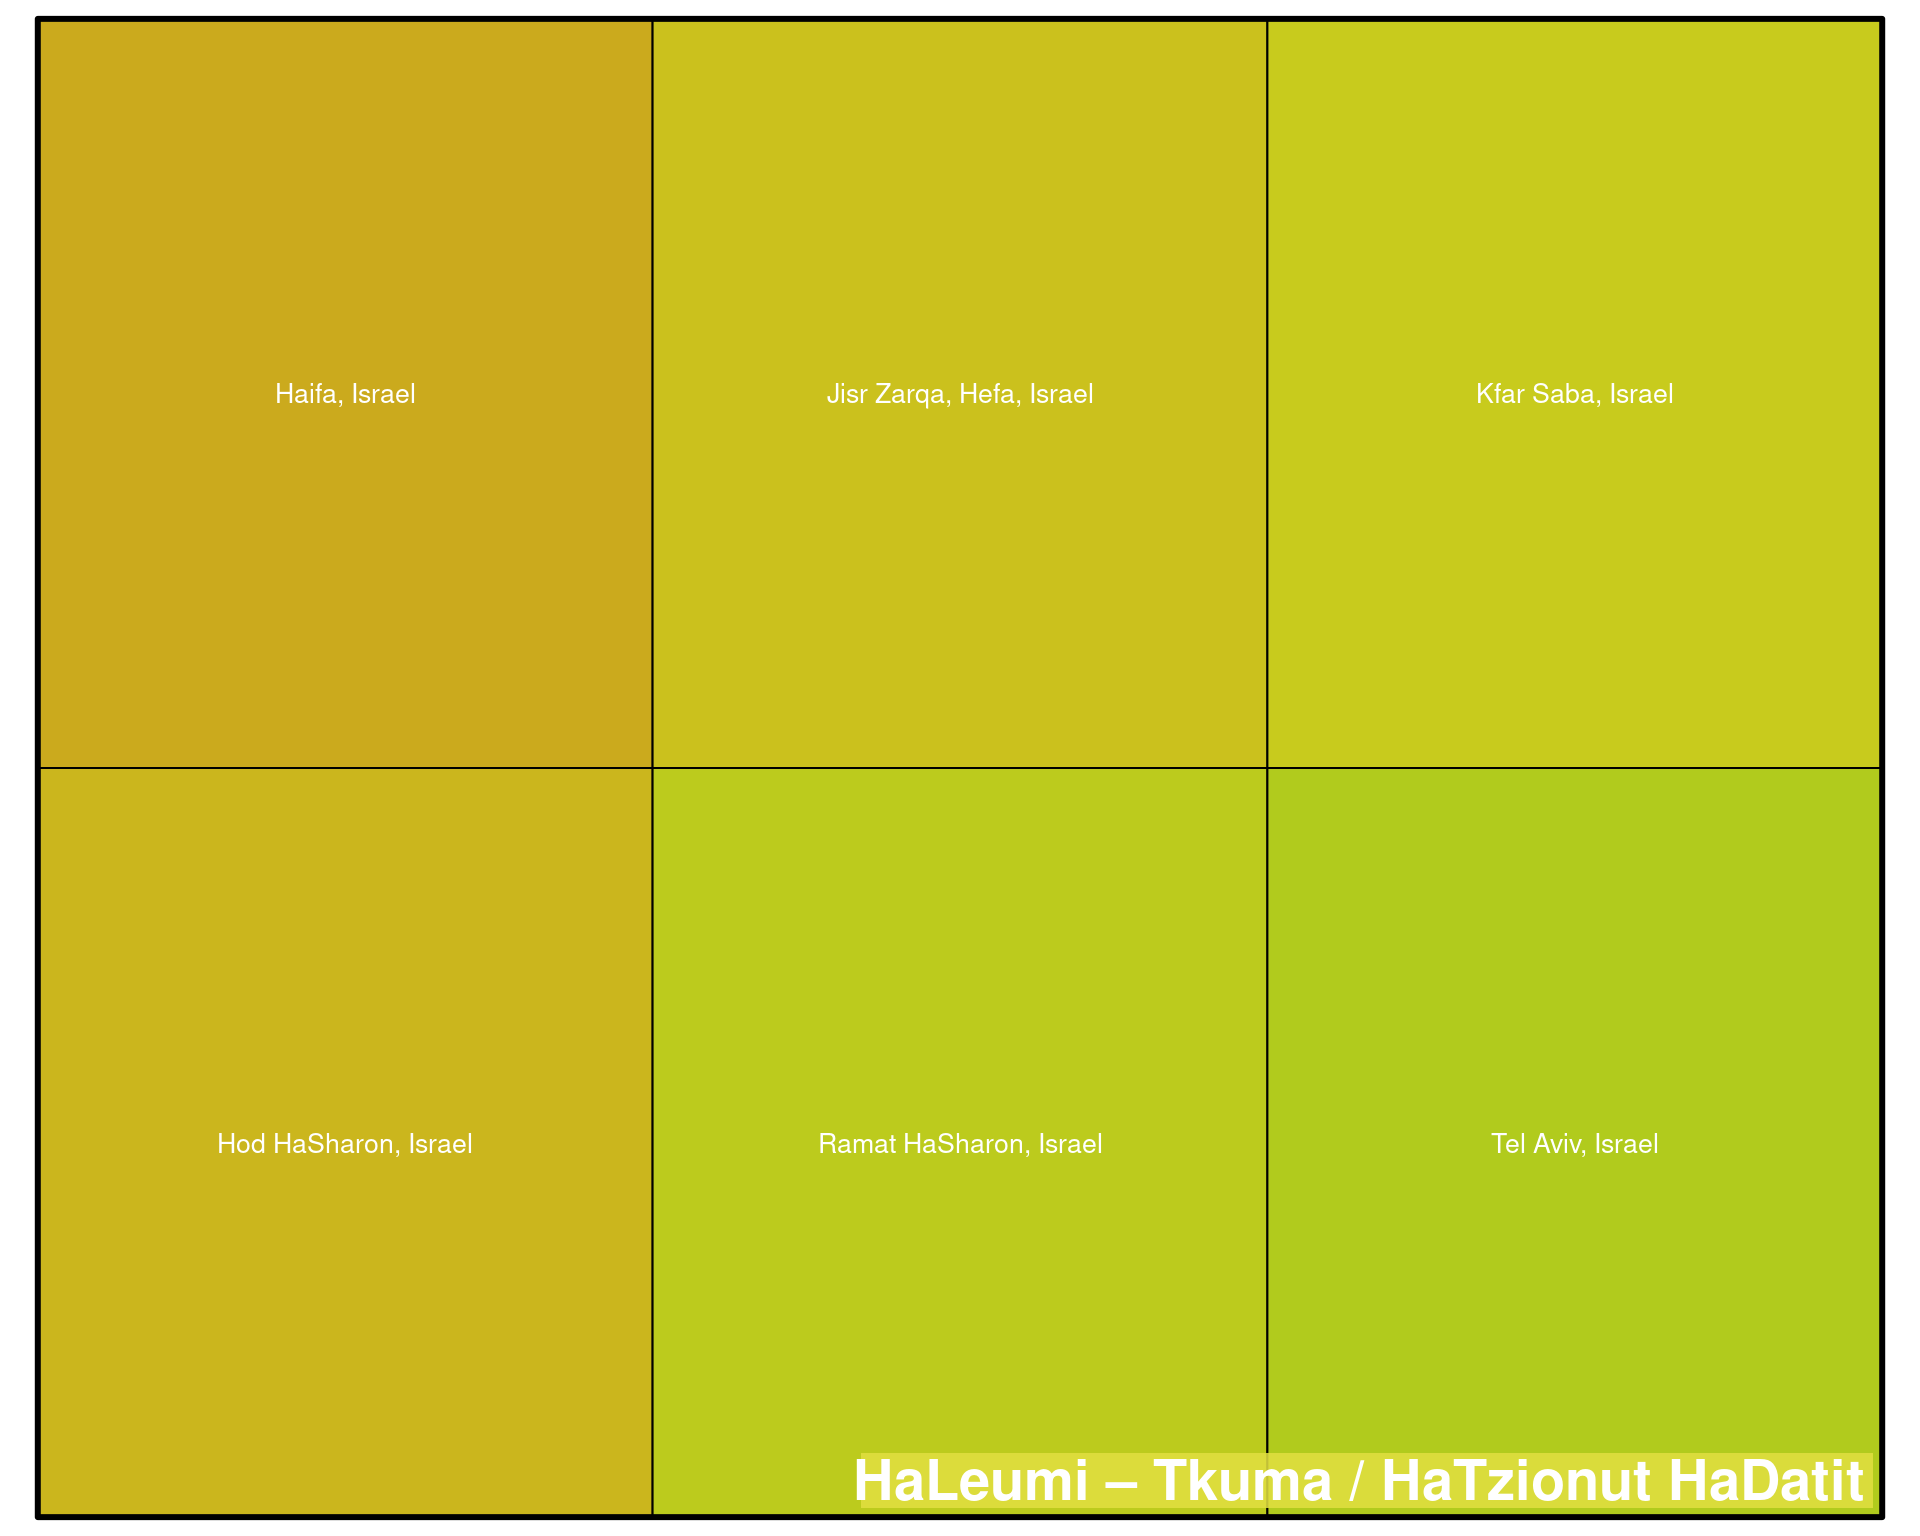 Haifa, Israel
Jisr Zarqa, Hefa, Israel
Kfar Saba, Israel
Hod HaSharon, Israel
Ramat HaSharon, Israel
Tel Aviv, Israel
HaLeumi – Tkuma / HaTzionut HaDatit